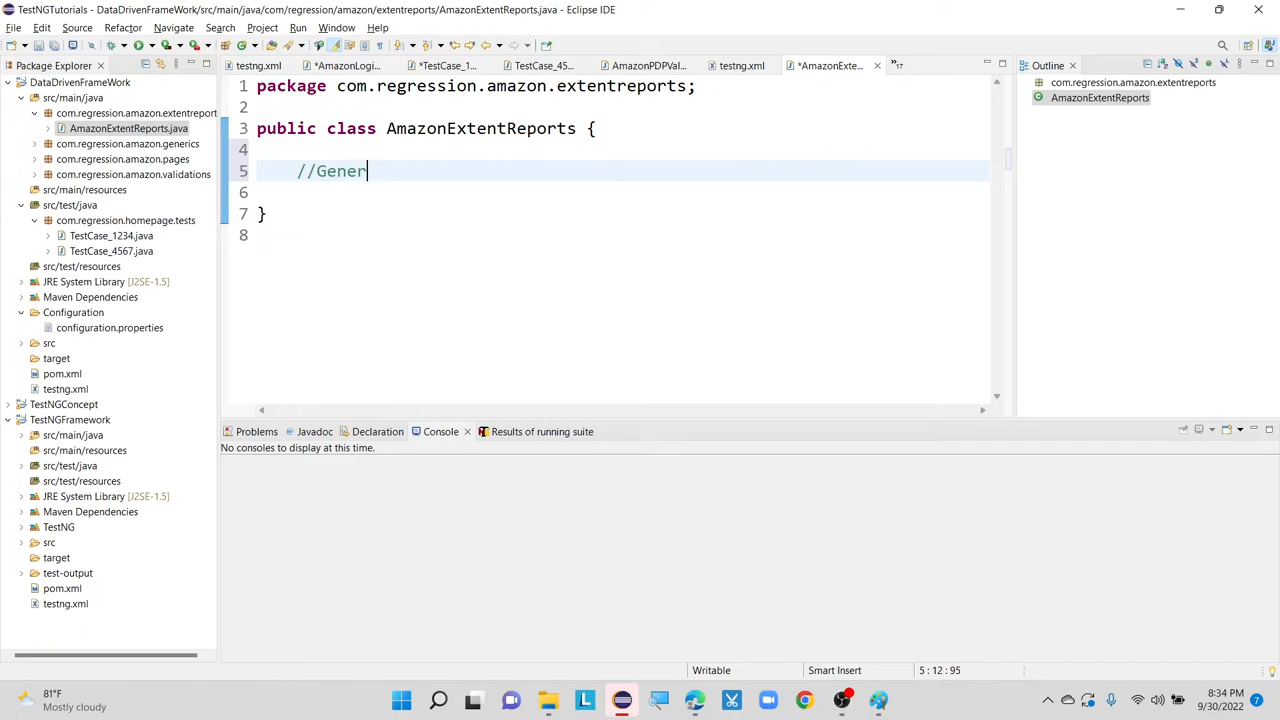 TestNGTutorials - DataDrivenFrameWork/src/main/java/com/regression/amazon/extentreports/AmazonExtentReports.java - Eclipse IDE
File Edit Source Refactor Navigate Search Project Run Window Help
Package Explorer
testng.xml *AmazonLogi... *TestCase_1... TestCase_45... AmazonPDPVal... testng.xml *AmazonExte... »17
Outline
DataDrivenFrameWork
src/main/java
com.regression.amazon.extentreport
AmazonExtentReports.java
com.regression.amazon.generics
com.regression.amazon.pages
com.regression.amazon.validations
src/main/resources
src/test/java
com.regression.homepage.tests
TestCase_1234.java
TestCase_4567.java
src/test/resources
JRE System Library [J2SE-1.5]
Maven Dependencies
Configuration
configuration.properties
src
target
pom.xml
testng.xml
TestNGConcept
TestNGFramework
src/main/java
src/main/resources
src/test/java
src/test/resources
JRE System Library [J2SE-1.5]
Maven Dependencies
TestNG
src
target
test-output
pom.xml
testng.xml
1 package com.regression.amazon.extentreports;
2
3 public class AmazonExtentReports {
4
5 //Gener
6
7 }
8
com.regression.amazon.extentreports
AmazonExtentReports
Problems Javadoc Declaration Console Results of running suite
No consoles to display at this time.
Writable Smart Insert 5 : 12 : 95
81°F
Mostly cloudy
8:34 PM
9/30/2022